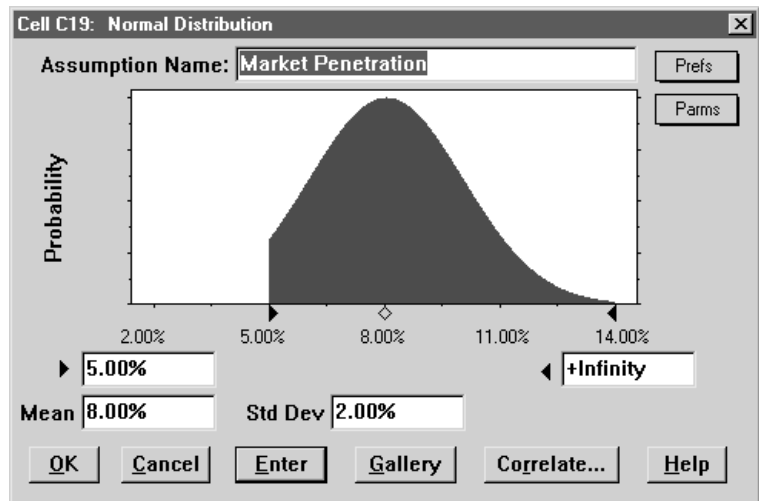 Cell C19: Normal Distribution
Assumption Name: Market Penetration
Prefs
Parms
Probability
2.00% 5.00% 8.00% 11.00% 14.00%
5.00% +Infinity
Mean 8.00% Std Dev 2.00%
OK Cancel Enter Gallery Correlate... Help